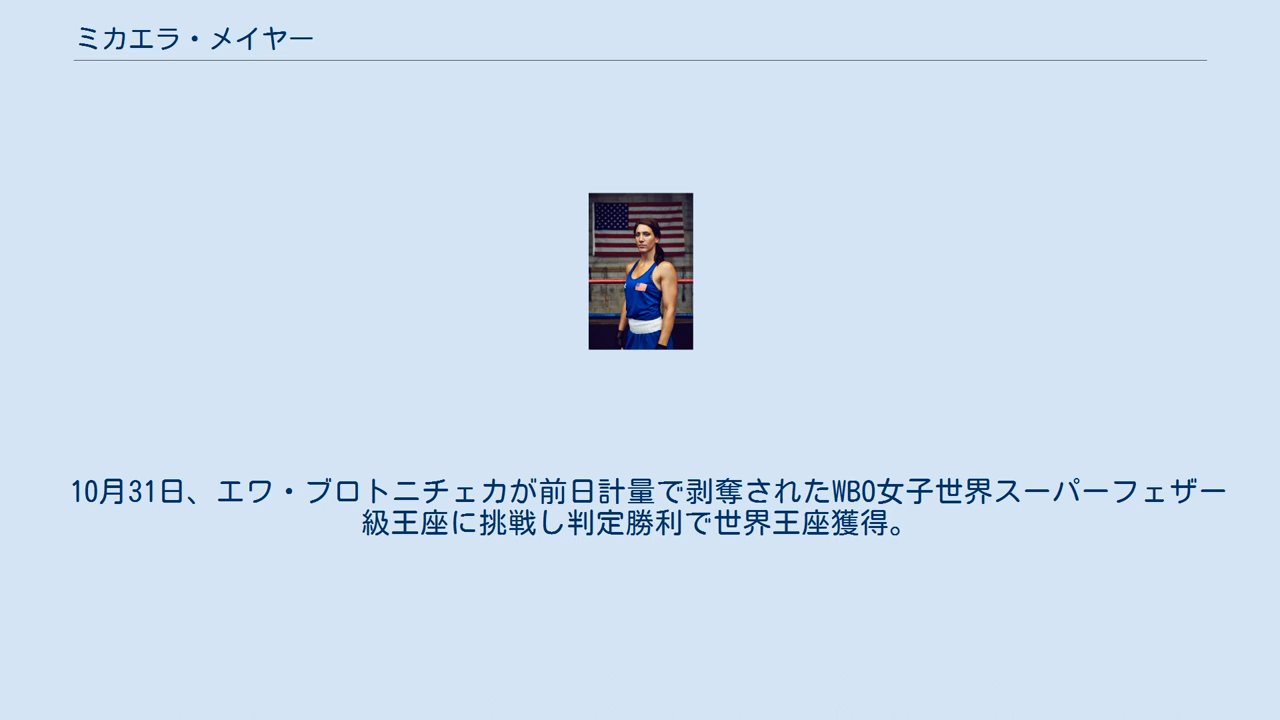 ミカエラ・メイヤー
10月31日、エワ・ブロトニチェカが前日計量で剥奪されたWBO女子世界スーパーフェザー
級王座に挑戦し判定勝利で世界王座獲得。